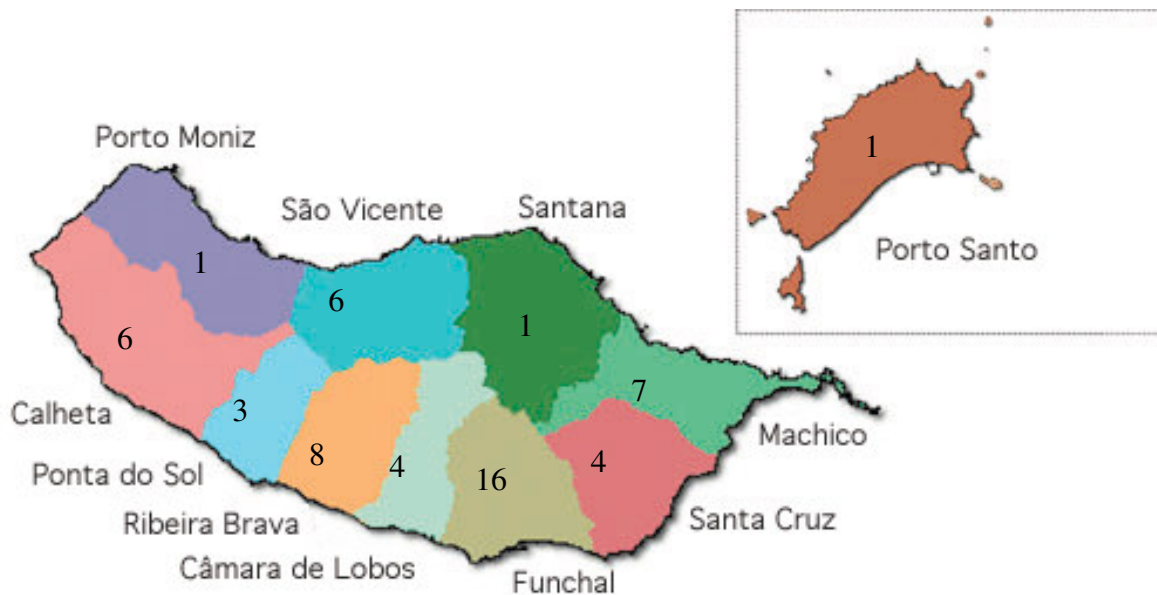 Porto Moniz
1
São Vicente
Santana
Porto Santo
1
6
6
1
7
Calheta
3
Machico
Ponta do Sol
8
4
16
4
Santa Cruz
Ribeira Brava
Câmara de Lobos
Funchal